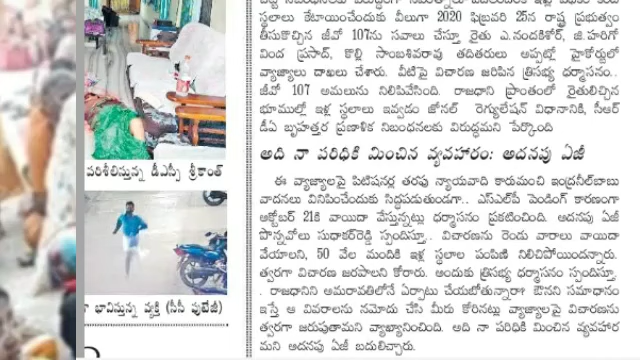 పరిశీలిస్తున్న డీఎస్పీ శ్రీకాంత్
భావిస్తున్న వ్యక్తి (సీసీ ఫుటేజీ)
స్థలాలు కేటాయించేందుకు వీలుగా 2020 ఫిబ్రవరి 25న రాష్ట్ర ప్రభుత్వం
తీసుకొచ్చిన జీవో 107ను సవాలు చేస్తూ రైతు ఎ.నందకిశోర్, జి.హరిగో
వింద ప్రసాద్, కొల్లి సాంబశివరావు తదితరులు అప్పట్లో హైకోర్టులో
వ్యాజ్యాలు దాఖలు చేశారు. వీటిపై విచారణ జరిపిన త్రిసభ్య ధర్మాసనం..
జీవో 107 అమలును నిలిపివేసింది. రాజధాని ప్రాంతంలో రైతులిచ్చిన
భూముల్లో ఇళ్ల స్థలాలు ఇవ్వడం జోనల్ రెగ్యులేషన్ విధానానికి, సీఆర్
డీఏ బృహత్తర ప్రణాళిక నిబంధనలకు విరుద్ధమని పేర్కొంది
అది నా పరిధికి మించిన వ్యవహారం: అదనపు ఏజీ
ఈ వ్యాజ్యాలపై పిటిషనర్ల తరఫు న్యాయవాది కారుమంచి ఇంద్రనీల్‌బాబు
వాదనలు వినిపించేందుకు సిద్ధపడుతుండగా.. ఎస్ఎల్‌పీ పెండింగ్ కారణంగా
అక్టోబర్ 21కి వాయిదా వేస్తున్నట్లు ధర్మాసనం ప్రకటించింది. అదనపు ఏజీ
పొన్నవోలు సుధాకర్‌రెడ్డి స్పందిస్తూ.. విచారణను రెండు వారాలు వాయిదా
వేయాలని, 50 వేల మందికి ఇళ్ల స్థలాల పంపిణీ నిలిచిపోయిందన్నారు.
త్వరగా విచారణ జరపాలని కోరారు. అందుకు త్రిసభ్య ధర్మాసనం స్పందిస్తూ.
. రాజధానిని అమరావతిలోనే ఏర్పాటు చేయబోతున్నారా? ఔనని సమాధానం
ఇస్తే ఆ వివరాలను నమోదు చేసి మీరు కోరినట్లు వ్యాజ్యాలపై విచారణను
త్వరగా జరుపుతామని వ్యాఖ్యానించింది. అది నా పరిధికి మించిన వ్యవహార
మని అదనపు ఏజీ బదులిచ్చారు.